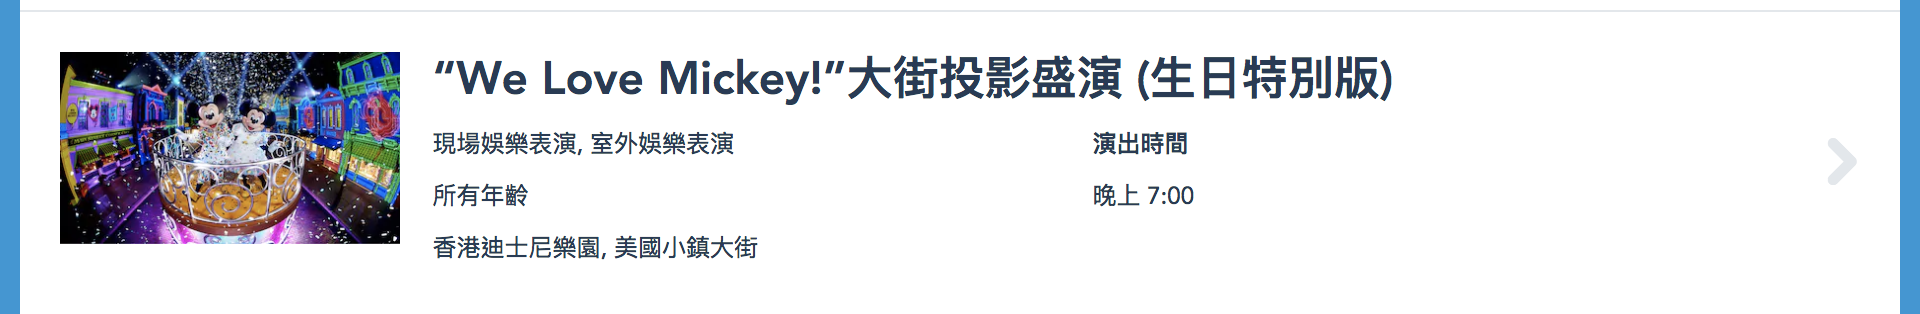 “We Love Mickey!”大街投影盛演 (生日特別版)
現場娛樂表演, 室外娛樂表演
演出時間
所有年齡
晚上 7:00
香港迪士尼樂園, 美國小鎮大街